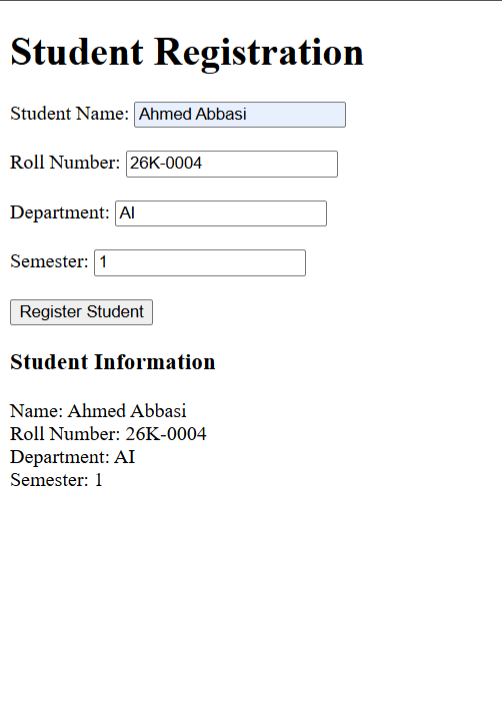 Student Registration
Student Name: Ahmed Abbasi
Roll Number: 26K-0004
Department: AI
Semester: 1
Register Student
Student Information
Name: Ahmed Abbasi
Roll Number: 26K-0004
Department: AI
Semester: 1